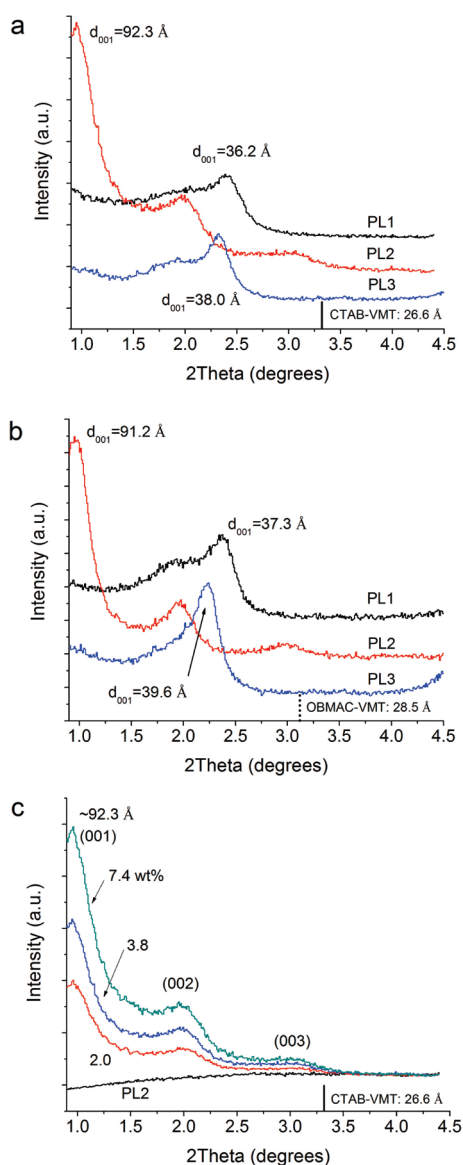 a
d001=92.3 Å
d001=36.2 Å
PL1
PL2
PL3
d001=38.0 Å
CTAB-VMT: 26.6 Å
Intensity (a.u.)
1.0 1.5 2.0 2.5 3.0 3.5 4.0 4.5
2Theta (degrees)
b
d001=91.2 Å
d001=37.3 Å
PL1
PL2
PL3
d001=39.6 Å
OBMAC-VMT: 28.5 Å
Intensity (a.u.)
1.0 1.5 2.0 2.5 3.0 3.5 4.0 4.5
2Theta (degrees)
c
~92.3 Å
(001)
7.4 wt%
3.8
(002)
(003)
2.0
PL2
CTAB-VMT: 26.6 Å
Intensity (a.u.)
1.0 1.5 2.0 2.5 3.0 3.5 4.0 4.5
2Theta (degrees)